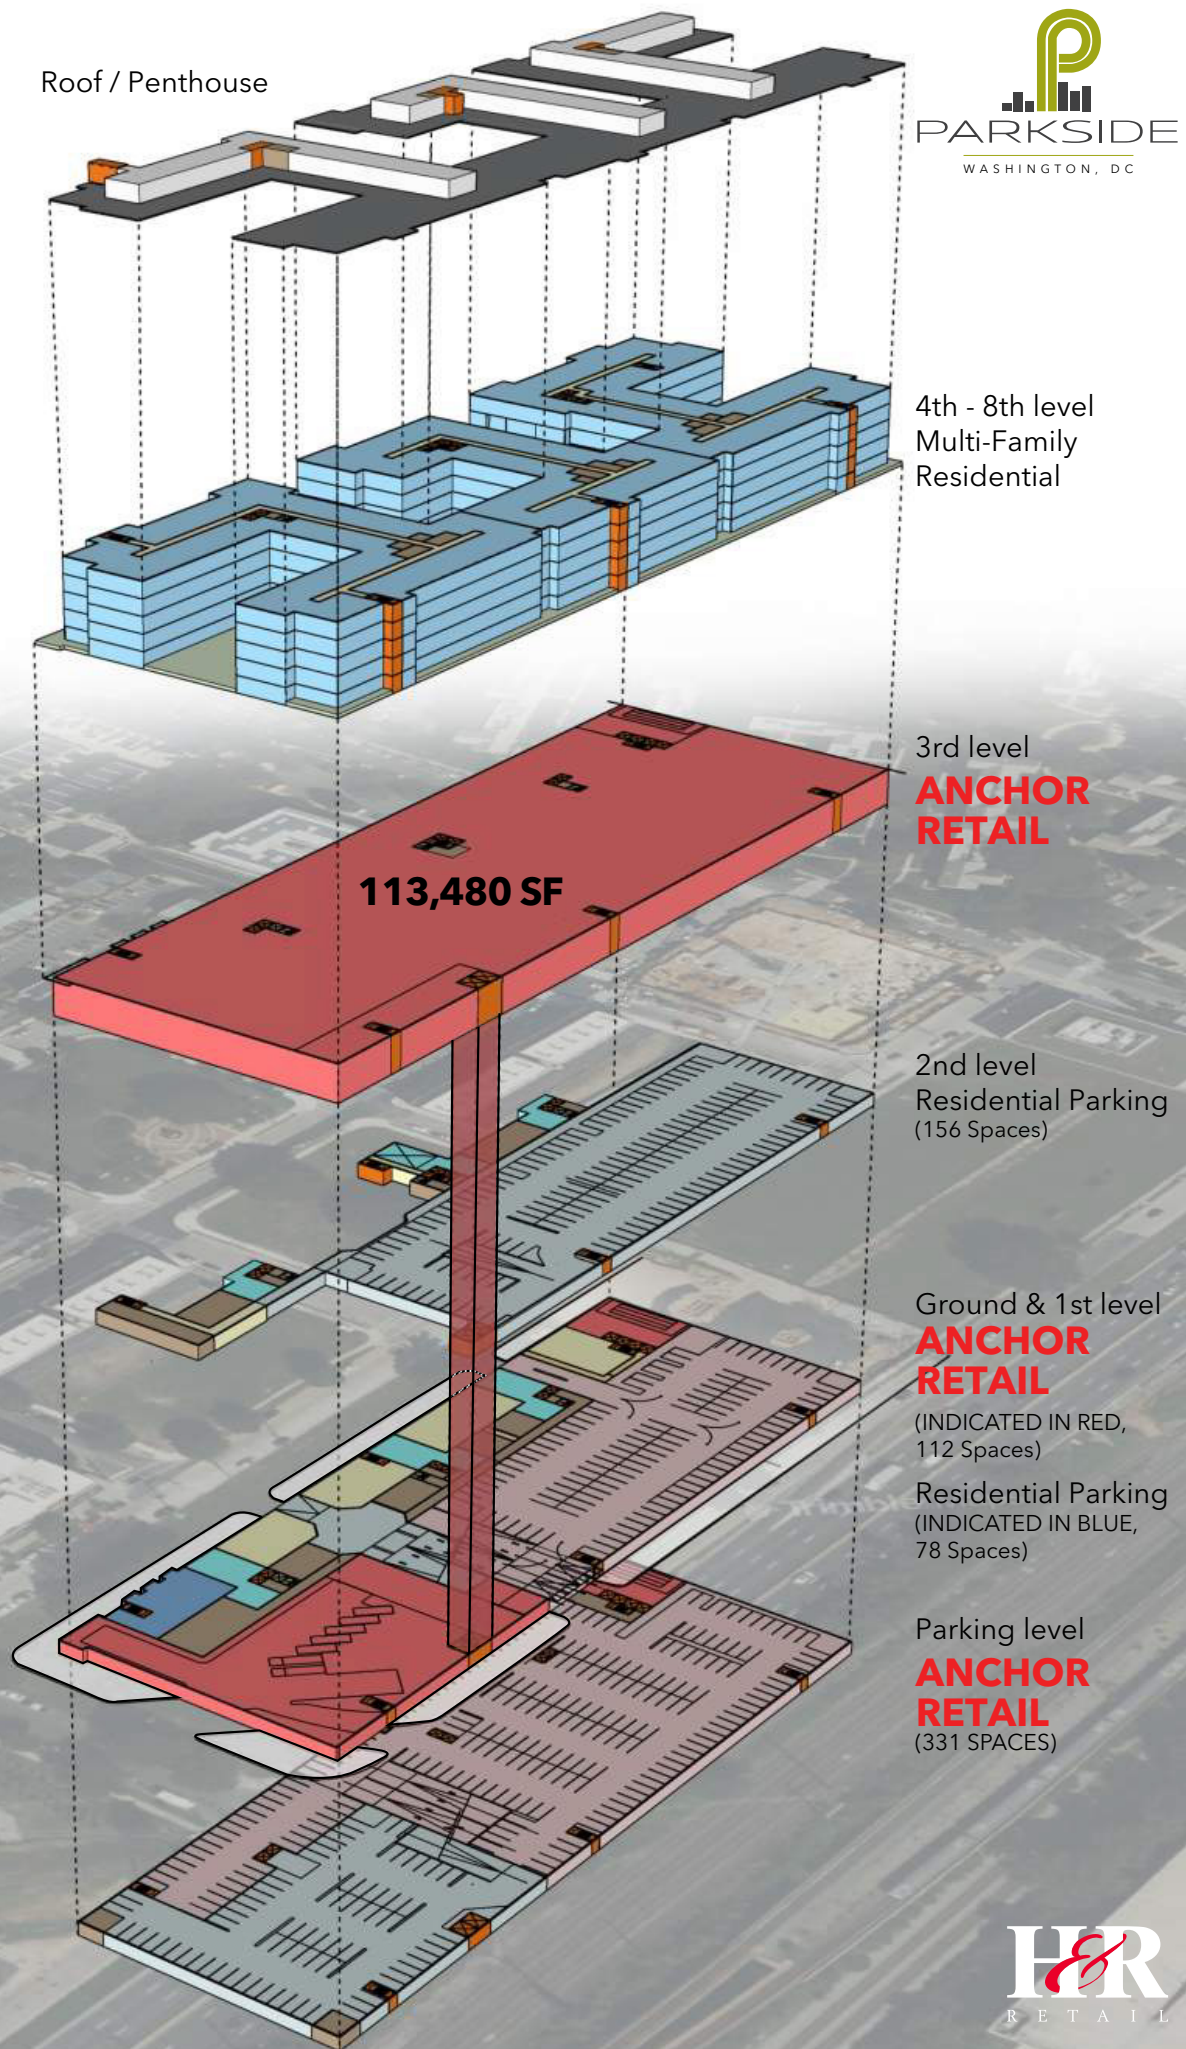 Roof / Penthouse
PARKSIDE
WASHINGTON, DC
4th - 8th level
Multi-Family
Residential
3rd level
ANCHOR
RETAIL
113,480 SF
2nd level
Residential Parking
(156 Spaces)
Ground & 1st level
ANCHOR
RETAIL
(INDICATED IN RED,
112 Spaces)
Residential Parking
(INDICATED IN BLUE,
78 Spaces)
Parking level
ANCHOR
RETAIL
(331 SPACES)
H&R
RETAIL